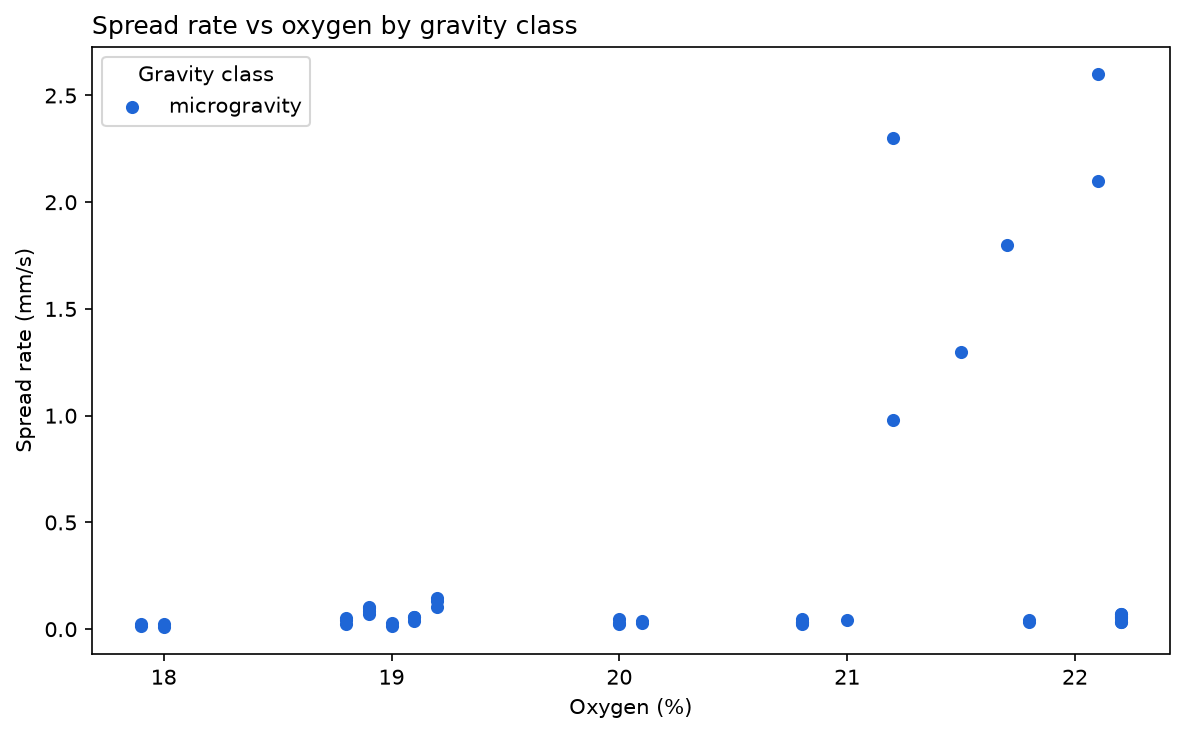 Spread rate vs oxygen by gravity class
Gravity class
microgravity
2.5
2.0
1.5
1.0
0.5
0.0
Spread rate (mm/s)
18 19 20 21 22
Oxygen (%)